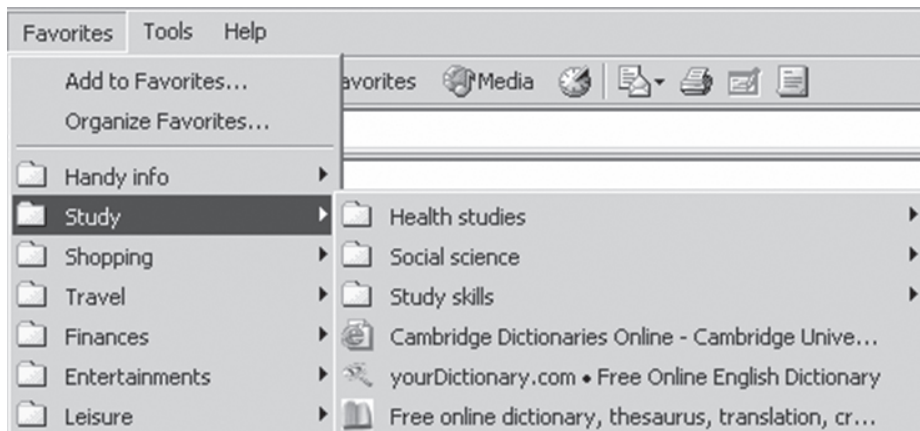 Favorites Tools Help
Add to Favorites...
Organize Favorites...
avorites Media
Handy info
Study
Shopping
Travel
Finances
Entertainments
Leisure
Health studies
Social science
Study skills
Cambridge Dictionaries Online - Cambridge Unive...
yourDictionary.com • Free Online English Dictionary
Free online dictionary, thesaurus, translation, cr...